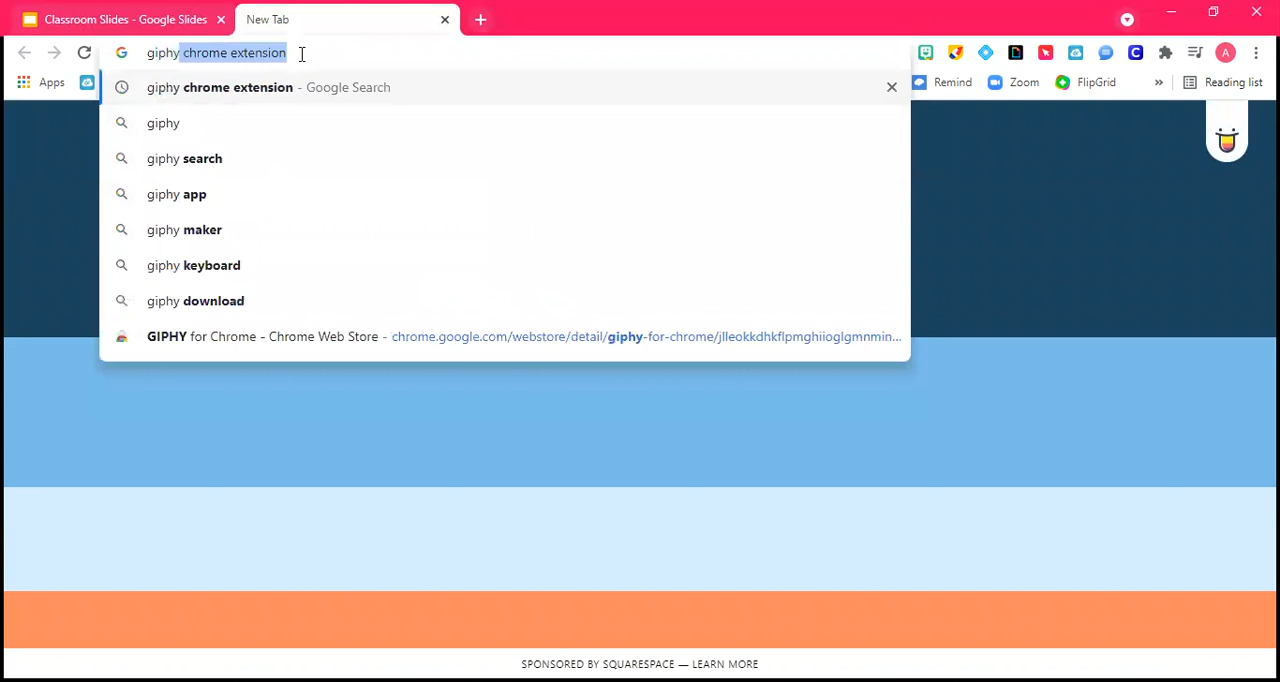 Classroom Slides - Google Slides
New Tab
giphy chrome extension
Apps
Remind
Zoom
FlipGrid
»
Reading list
A
giphy chrome extension - Google Search
giphy
giphy search
giphy app
giphy maker
giphy keyboard
giphy download
GIPHY for Chrome - Chrome Web Store - chrome.google.com/webstore/detail/giphy-for-chrome/jlleokkdhkflpmghiioglgmnmin...
SPONSORED BY SQUARESPACE — LEARN MORE